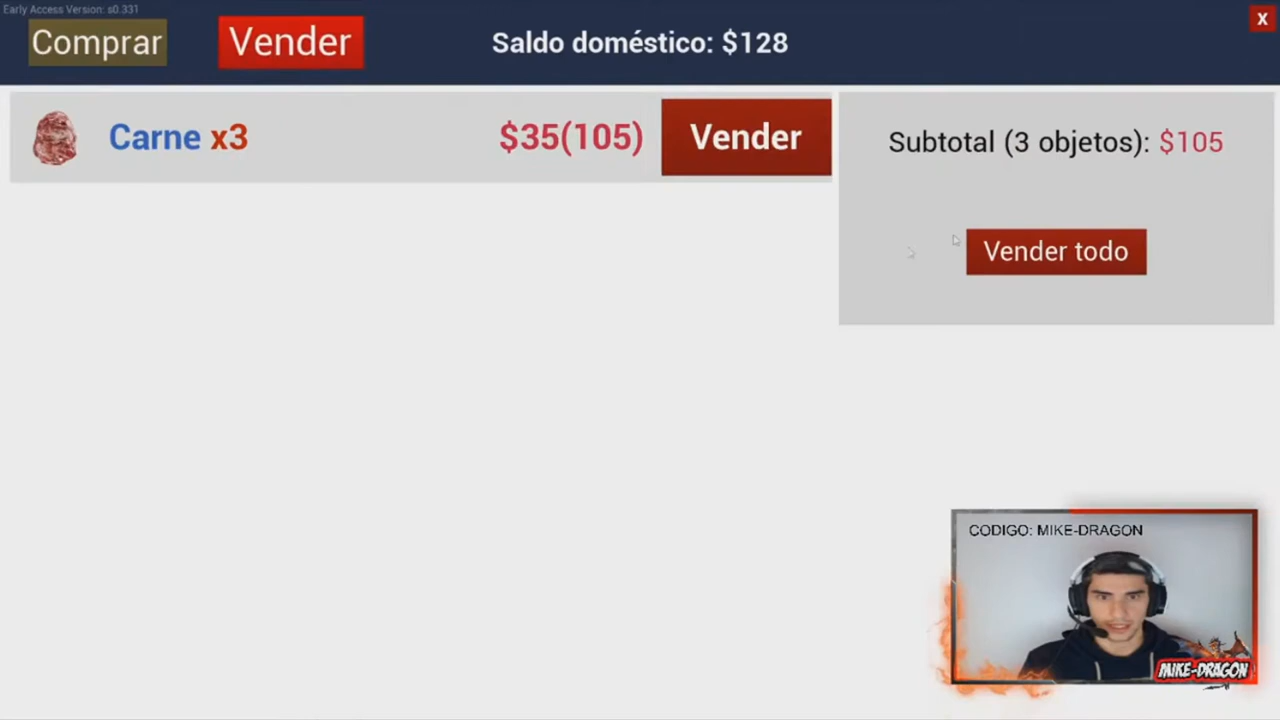 Early Access Version: s0.331
Comprar
Vender
Saldo doméstico: $128
X
Carne x3
$35(105)
Vender
Subtotal (3 objetos): $105
Vender todo
CODIGO: MIKE-DRAGON
MIKE-DRAGON